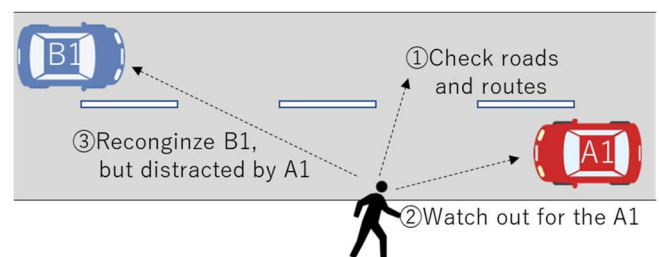 B1
①Check roads
and routes
③Reconginze B1,
but distracted by A1
A1
②Watch out for the A1